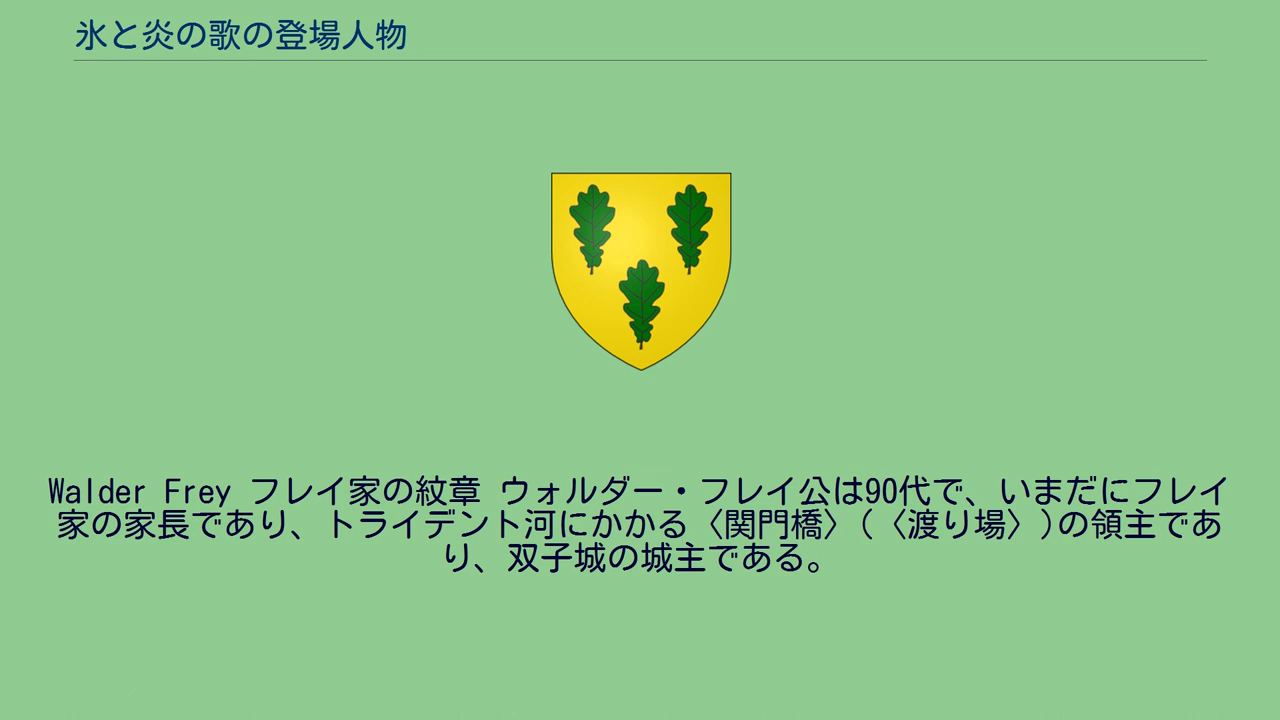 氷と炎の歌の登場人物
Walder Frey フレイ家の紋章 ウォルダー・フレイ公は90代で、いまだにフレイ
家の家長であり、トライデント河にかかる〈関門橋〉(〈渡り場〉)の領主であ
り、双子城の城主である。